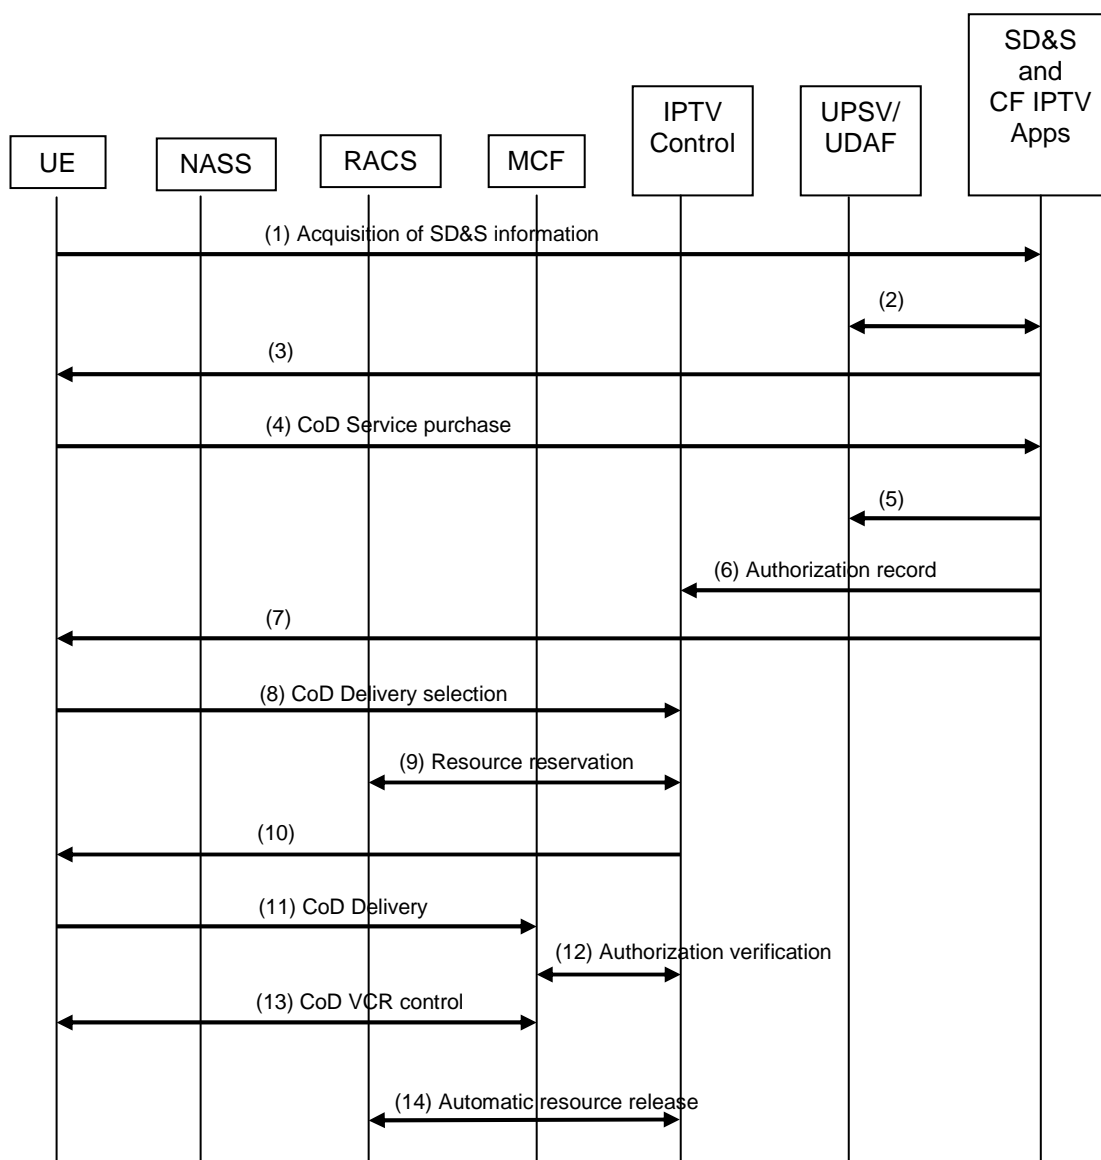 SD&S
and
CF IPTV
Apps
IPTV
Control
UPSV/
UDAF
UE
NASS
RACS
MCF
(1) Acquisition of SD&S information
(2)
(3)
(4) CoD Service purchase
(5)
(6) Authorization record
(7)
(8) CoD Delivery selection
(9) Resource reservation
(10)
(11) CoD Delivery
(12) Authorization verification
(13) CoD VCR control
(14) Automatic resource release